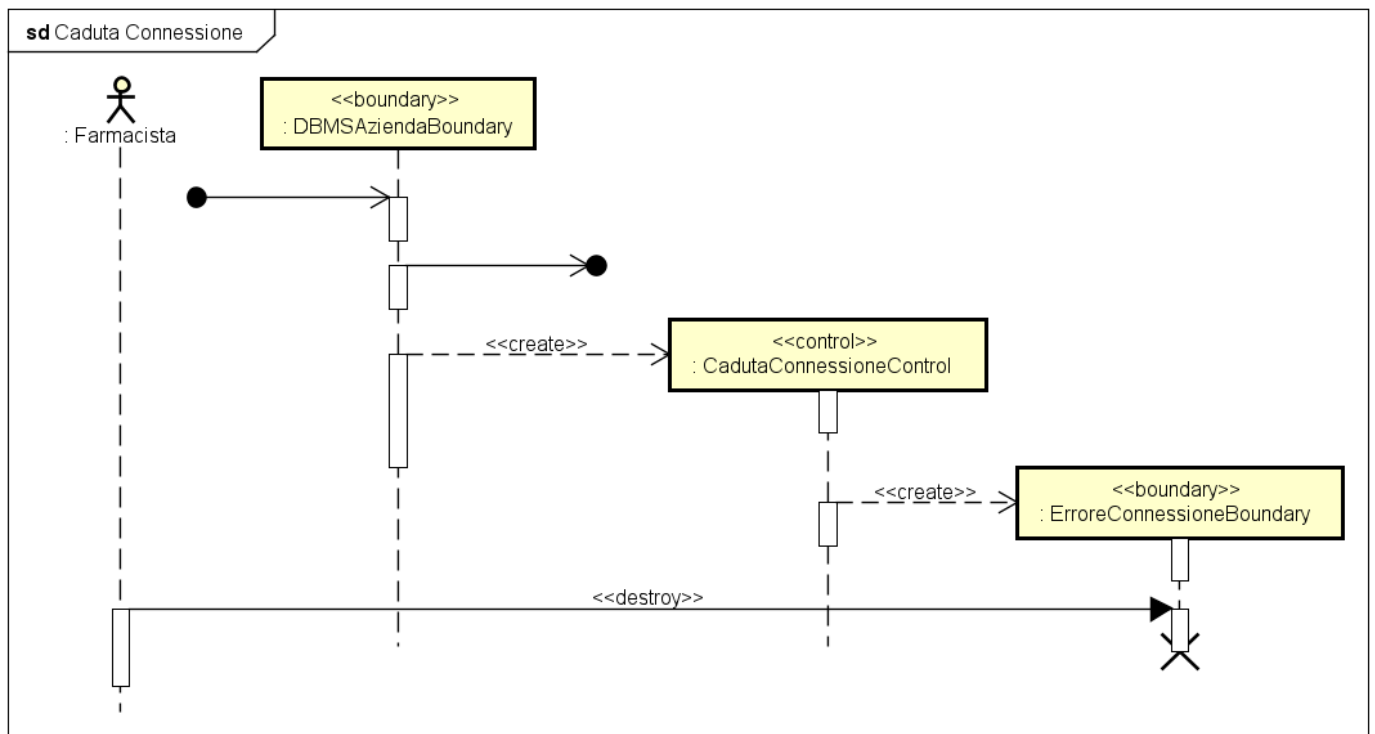 sd Caduta Connessione
: Farmacista
<<boundary>>
: DBMSAziendaBoundary
<<create>>
<<control>>
: CadutaConnessioneControl
<<create>>
<<boundary>>
: ErroreConnessioneBoundary
<<destroy>>